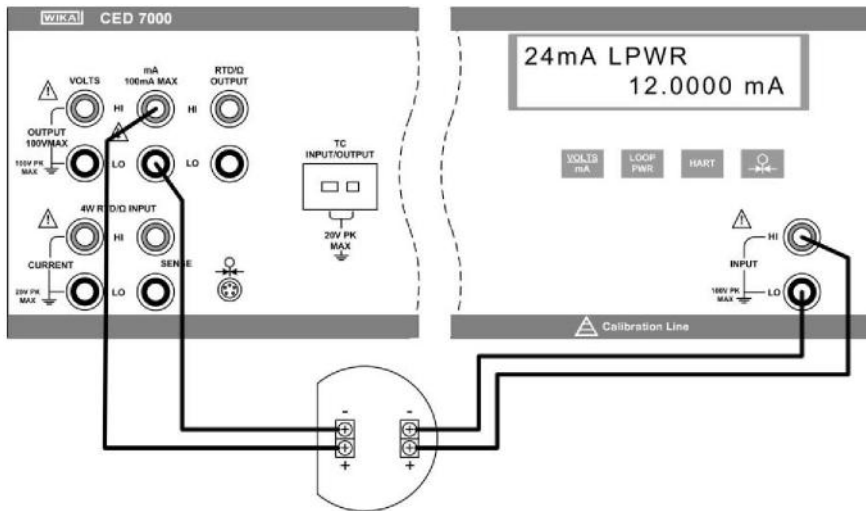 WIKAI CED 7000
VOLTS
mA
100mA MAX
RTD/Ω
OUTPUT
HI
HI
OUTPUT
100VMAX
100V PK
MAX
LO
LO
4W RTD/Ω INPUT
HI
CURRENT
SENSE
20V PK
MAX
LO
TC
INPUT/OUTPUT
20V PK
MAX
24mA LPWR
12.0000 mA
VOLTS
mA
LOOP
PWR
HART
HI
INPUT
100V PK
MAX
LO
Calibration Line
- -
+ +